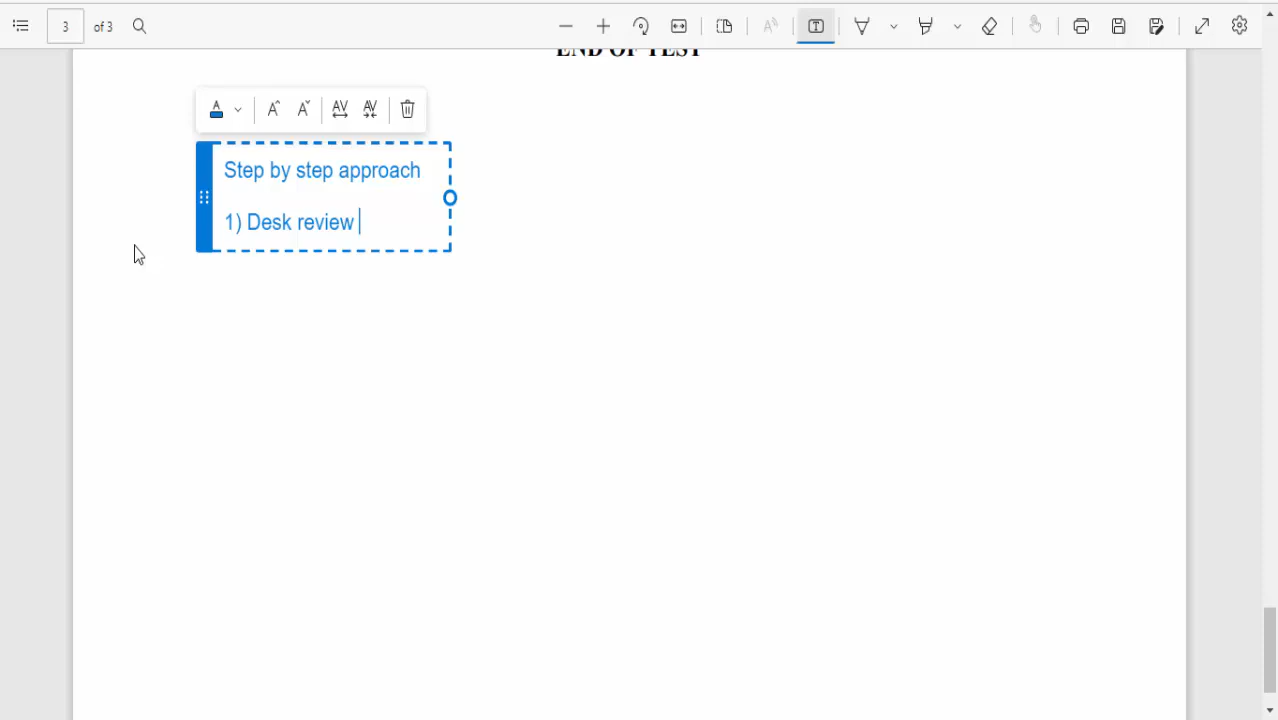 3 of 3
END OF TEST
Step by step approach
1) Desk review